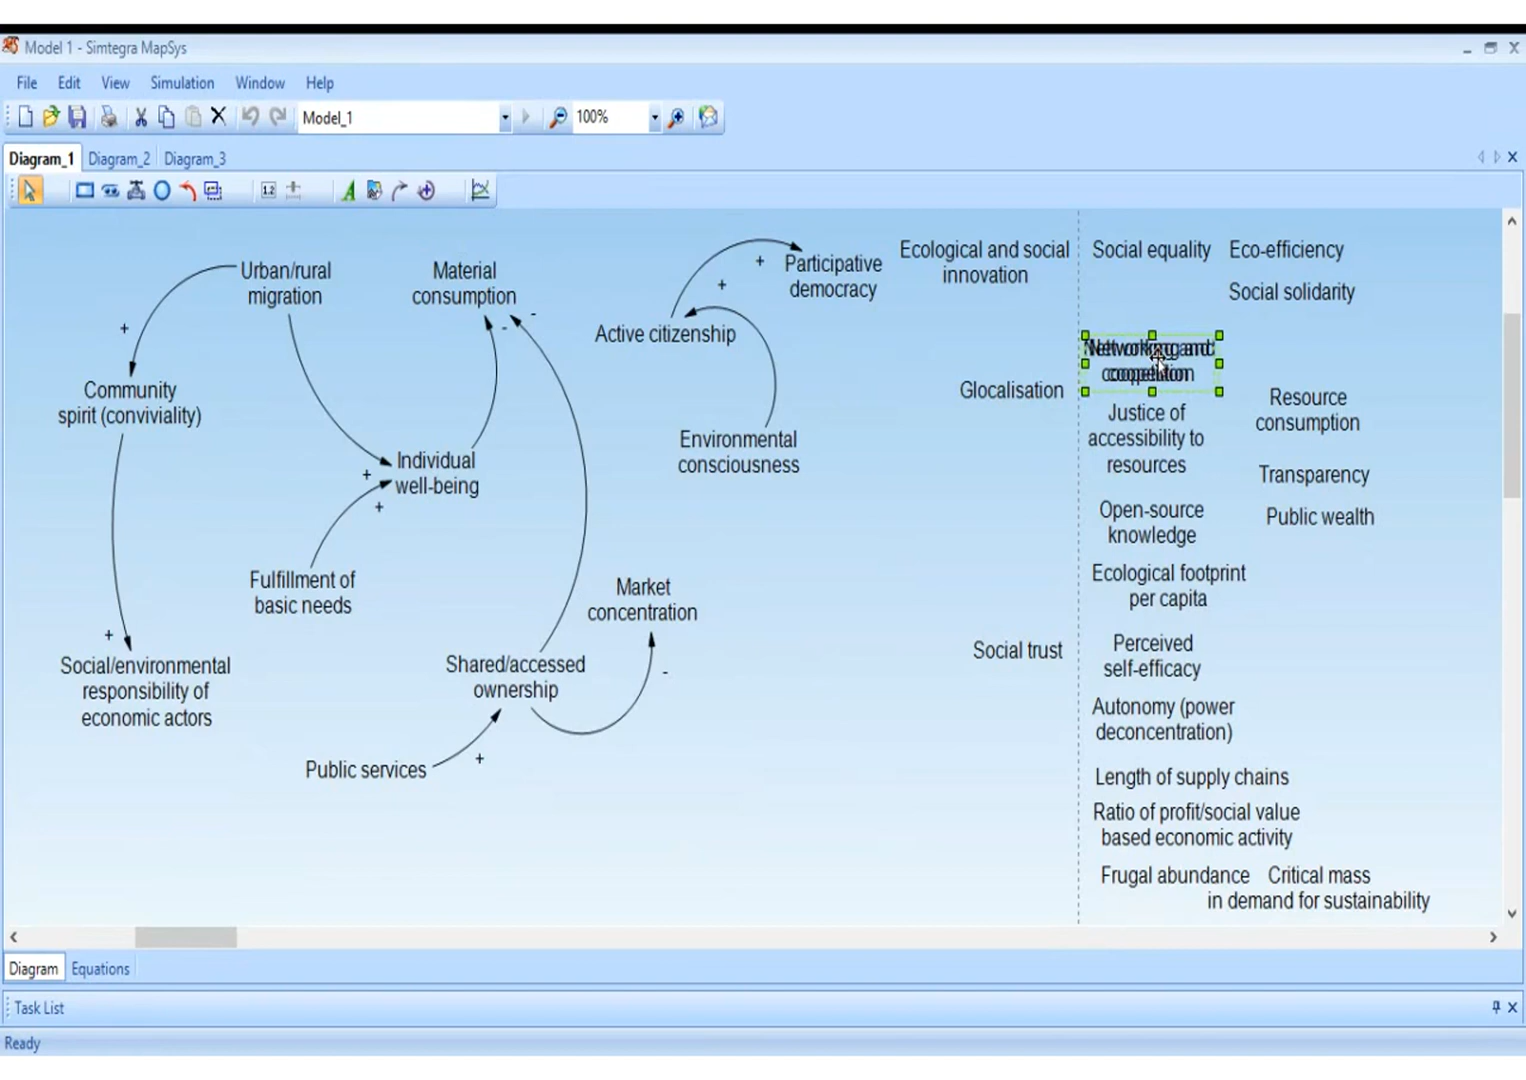 Model 1 - Simtegra MapSys
File Edit View Simulation Window Help
Model_1
100%
Diagram_1 Diagram_2 Diagram_3
1.2
A
Urban/rural
migration
Material
consumption
Participative
democracy
Ecological and social
innovation
Social equality
Eco-efficiency
Social solidarity
+
+
+
-
-
Active citizenship
Networking and
cooperation
Community
spirit (conviviality)
Glocalisation
Resource
consumption
Justice of
accessibility to
resources
Environmental
consciousness
Individual
well-being
+
+
Transparency
Open-source
knowledge
Public wealth
Fulfillment of
basic needs
Market
concentration
Ecological footprint
per capita
+
Social/environmental
responsibility of
economic actors
Shared/accessed
ownership
-
Social trust
Perceived
self-efficacy
Autonomy (power
deconcentration)
Public services
+
Length of supply chains
Ratio of profit/social value
based economic activity
Frugal abundance
Critical mass
in demand for sustainability
Diagram Equations
Task List
Ready